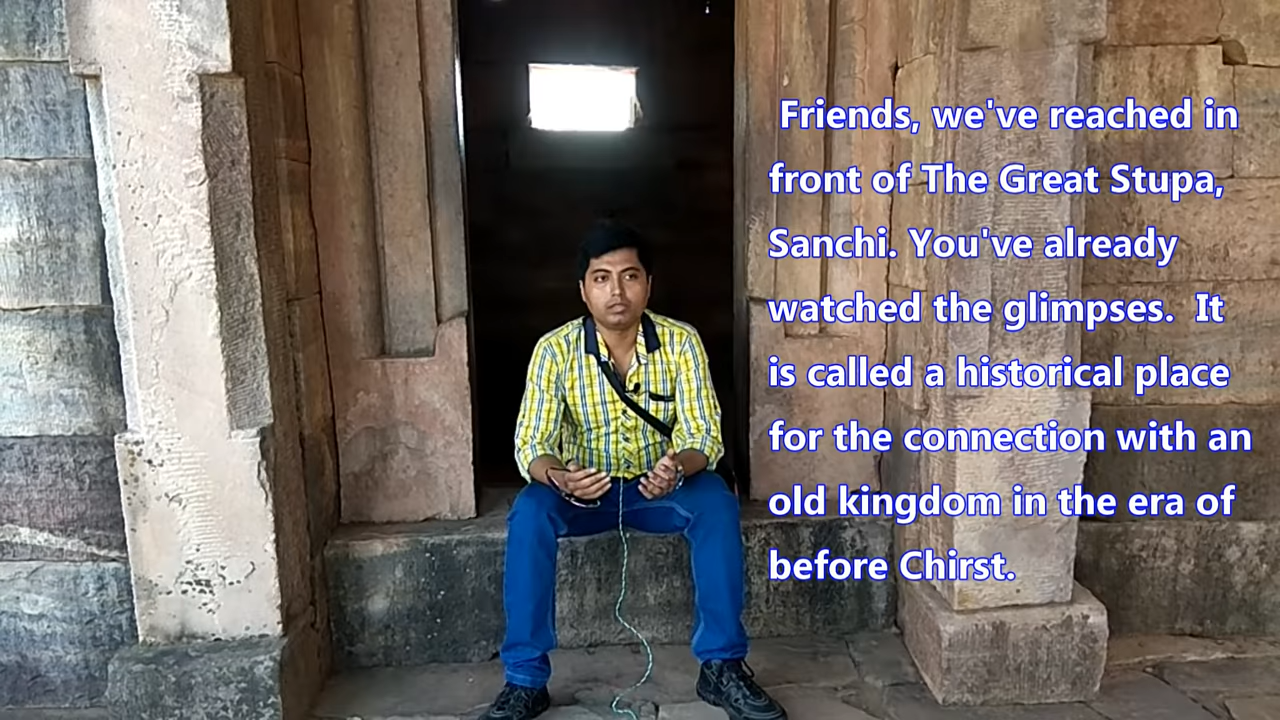 Friends, we've reached in
front of The Great Stupa,
Sanchi. You've already
watched the glimpses.  It
is called a historical place
for the connection with an
old kingdom in the era of
before Chirst.